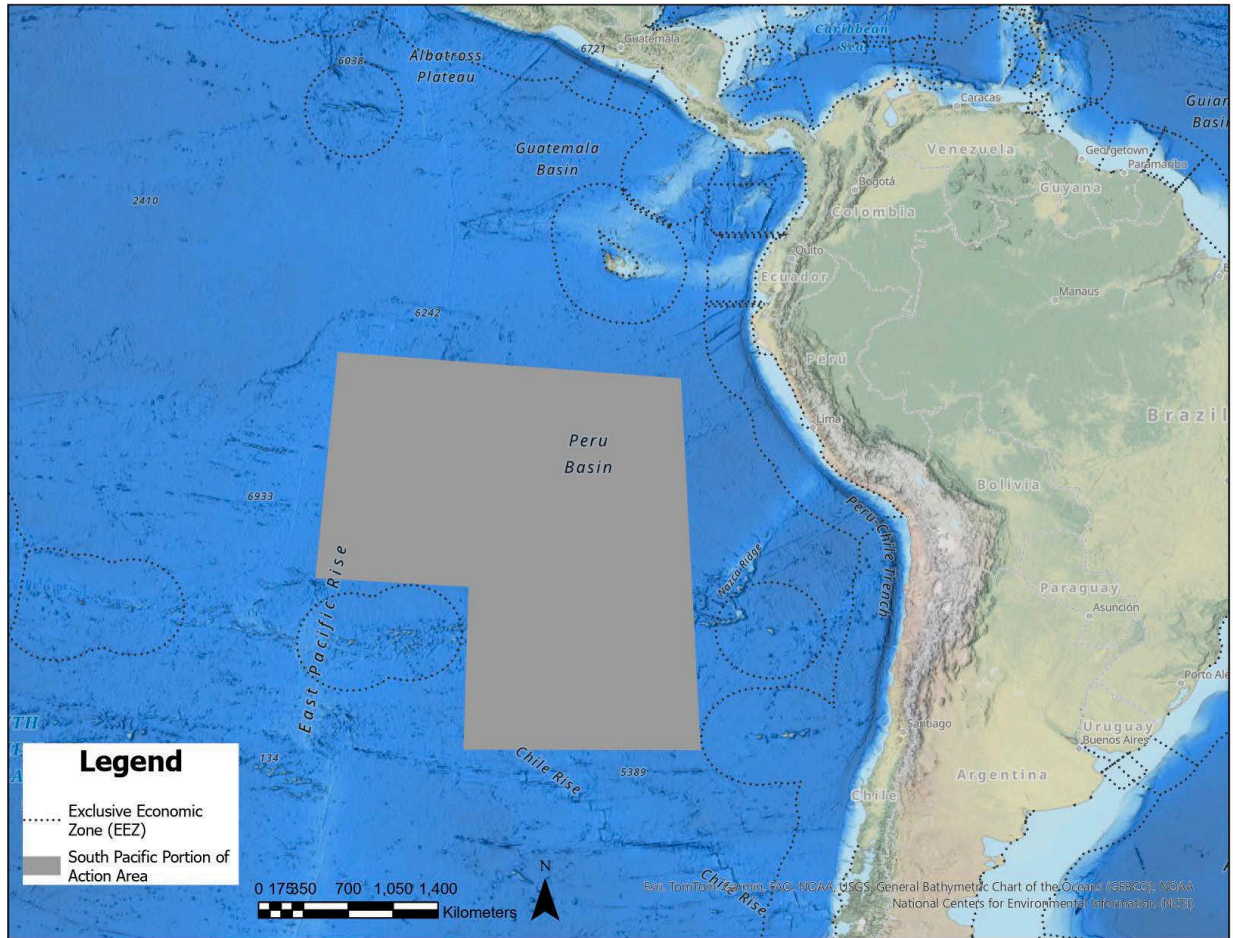 Guatemala
6721
Caribbean
Sea
6038
Albatross
Plateau
Caracas
Guatemala
Basin
Venezuela
Georgetown
Paramaribo
Guyana
Bogotá
Colombia
2410
Quito
Ecuador
Manaus
6242
Perú
Lima
Brazil
Peru
Basin
Bolivia
6933
Peru-Chile Trench
Nazca Ridge
East Pacific Rise
Paraguay
Asunción
Porto Ale
Santiago
Uruguay
Buenos Aires
134
Chile Rise
5389
Argentina
Chile
Chile Rise
Legend
Exclusive Economic
Zone (EEZ)
South Pacific Portion of
Action Area
N
0 175 350 700 1,050 1,400
Kilometers
Esri, TomTom, Garmin, FAO, NOAA, USGS, General Bathymetric Chart of the Oceans (GEBCO), NOAA
National Centers for Environmental Information (NCEI)